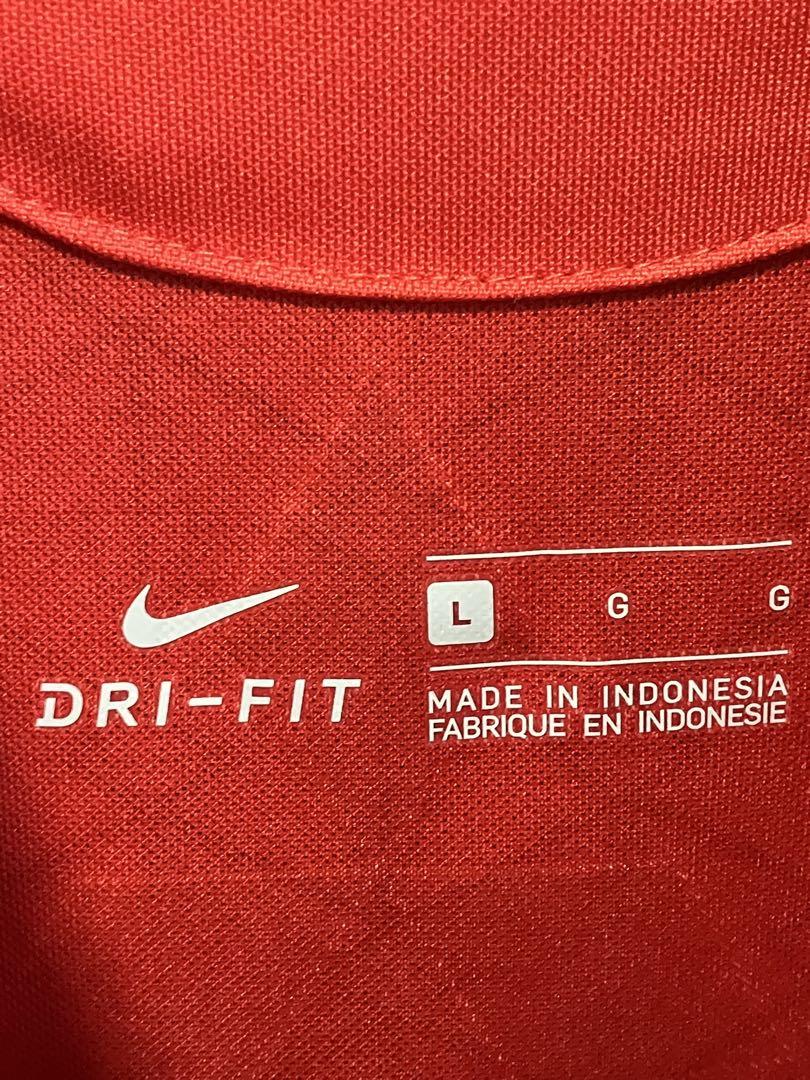 DRI-FIT
L G G
MADE IN INDONESIA
FABRIQUE EN INDONESIE